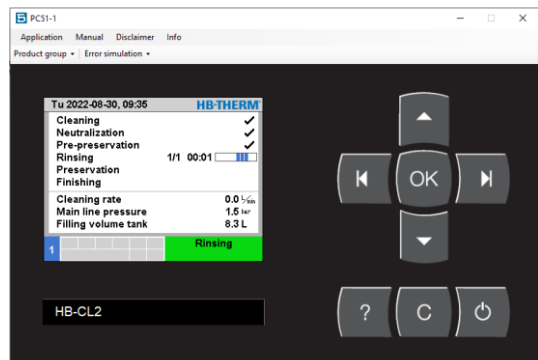 PC51-1
Application Manual Disclaimer Info
Product group Error simulation
Tu 2022-08-30, 09:35 HB-THERM
Cleaning
Neutralization
Pre-preservation
Rinsing 1/1 00:01
Preservation
Finishing
Cleaning rate 0.0 L/min
Main line pressure 1.5 bar
Filling volume tank 8.3 L
1 Rinsing
HB-CL2
OK
? C